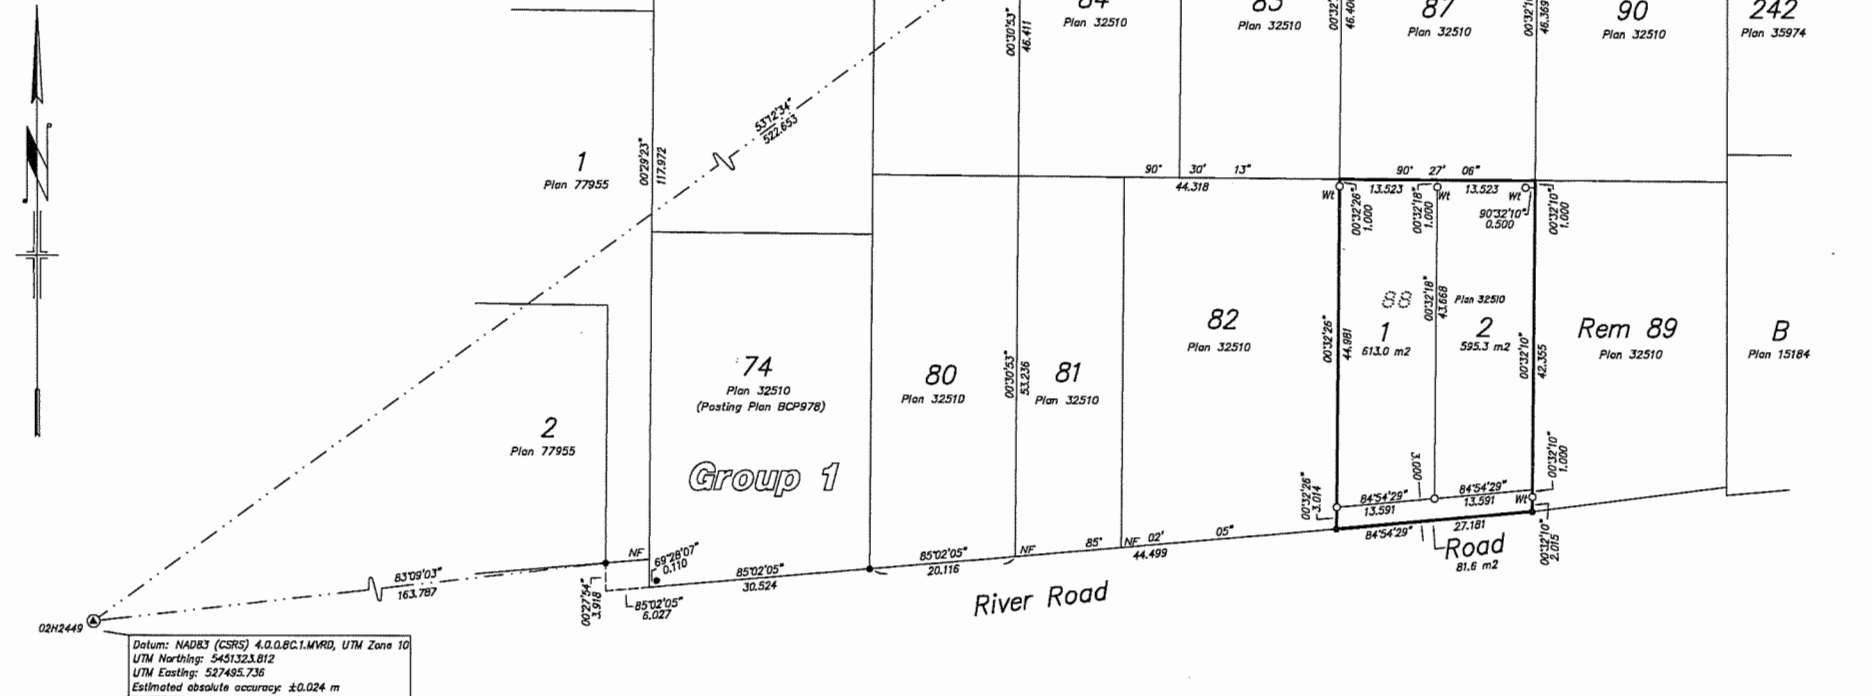 84
Plan 32510
85
Plan 32510
87
Plan 32510
90
Plan 32510
242
Plan 35974
00°30'53"
46.411
46.369
N
53°12'34"
522.653
1
Plan 77955
00°29'23"
117.972
90° 30' 13"
44.318
90° 27' 06"
13.523
13.523
Wt
Wt
Wt
00°32'26"
1.000
00°32'18"
1.000
90°32'10"
0.500
00°32'10"
1.000
88
Plan 32510
00°32'18"
43.668
1
613.0 m2
2
595.3 m2
00°32'26"
44.981
00°32'10"
42.355
82
Plan 32510
Rem 89
Plan 32510
B
Plan 15184
74
Plan 32510
(Posting Plan BCP978)
80
Plan 32510
00°30'53"
53.236
81
Plan 32510
2
Plan 77955
Group 1
00°32'26"
3.014
3.000
84°54'29"
13.591
84°54'29"
13.591
Wt
00°32'10"
1.000
84°54'29"
27.181
00°32'10"
2.015
Road
81.6 m2
NF
69°28'07"
0.110
85°02'05"
30.524
85°02'05"
20.116
NF
85° 02' 05"
NF
44.499
83°09'03"
163.787
00°27'54"
3.918
85°02'05"
6.027
River Road
02H2449
Datum: NAD83 (CSRS) 4.0.0.BC.1.MVRD, UTM Zone 10
UTM Northing: 5451323.812
UTM Easting: 527495.736
Estimated absolute accuracy: ±0.024 m